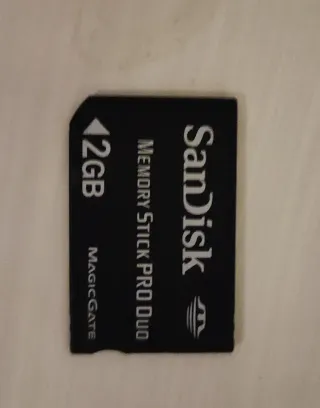 SanDisk
MEMORY STICK PRO DUO
2GB
MAGICGATE